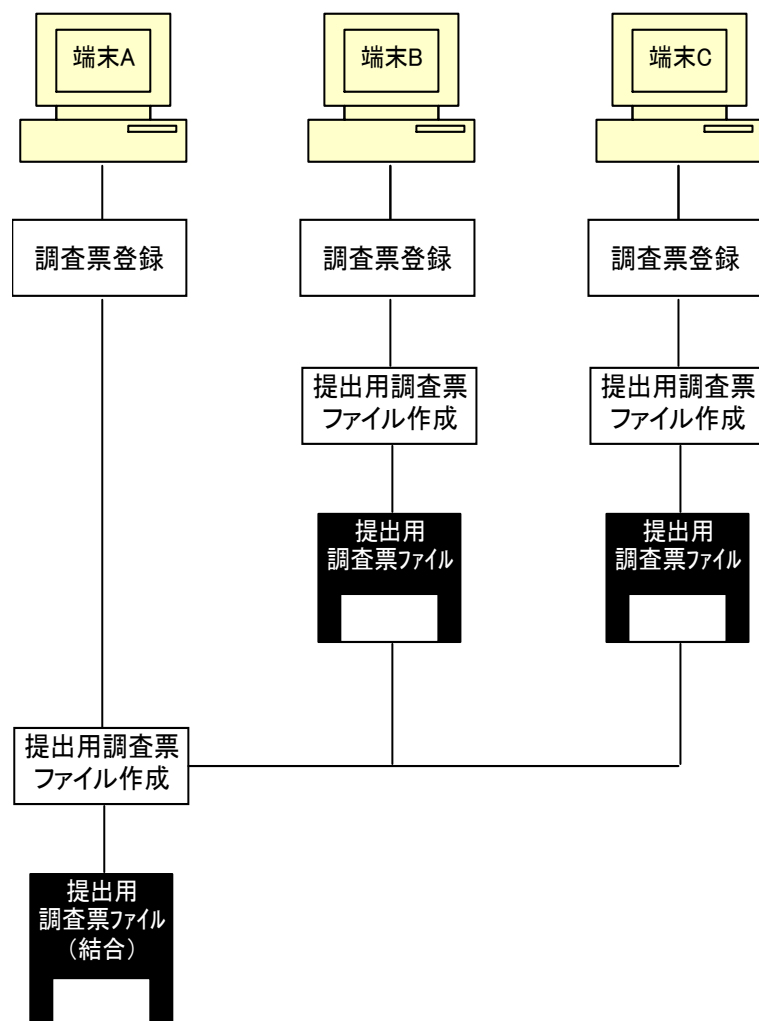 端末A
端末B
端末C
調査票登録
調査票登録
調査票登録
提出用調査票
ファイル作成
提出用調査票
ファイル作成
提出用
調査票ファイル
提出用
調査票ファイル
提出用調査票
ファイル作成
提出用
調査票ファイル
（結合）